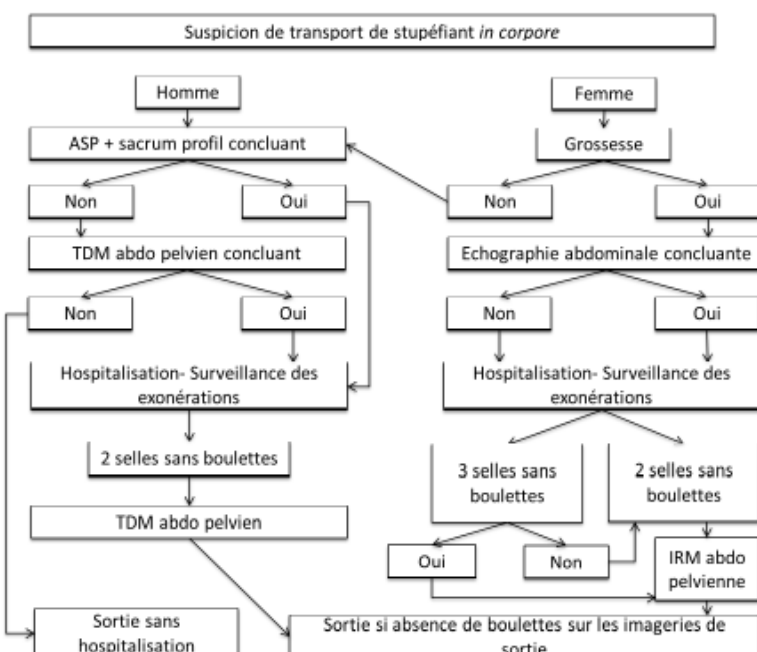 Suspicion de transport de stupéfiant in corpore
Homme
Femme
ASP + sacrum profil concluant
Grossesse
Non
Oui
Non
Oui
TDM abdo pelvien concluant
Echographie abdominale concluante
Non
Oui
Non
Oui
Hospitalisation- Surveillance des
exonérations
Hospitalisation- Surveillance des
exonérations
2 selles sans boulettes
3 selles sans
boulettes
2 selles sans
boulettes
TDM abdo pelvien
Oui
Non
IRM abdo
pelvienne
Sortie sans
hospitalisation
Sortie si absence de boulettes sur les imageries de
sortie